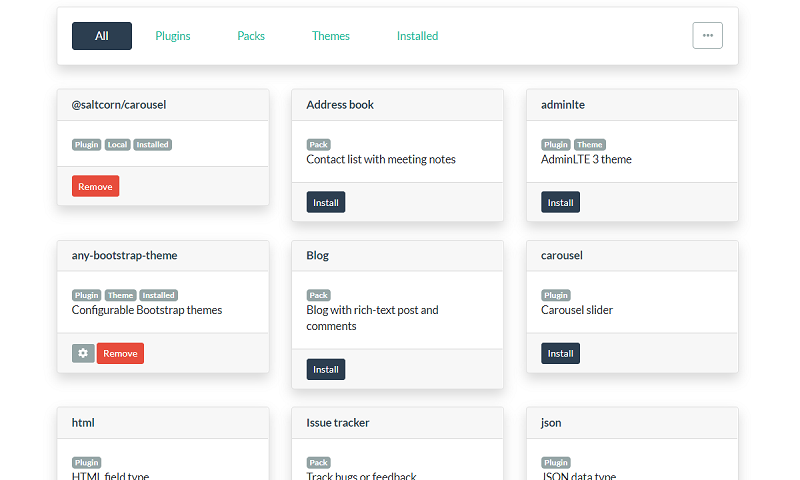 All Plugins Packs Themes Installed
@saltcorn/carousel
Plugin Local Installed
Remove
Address book
Pack
Contact list with meeting notes
Install
adminlte
Plugin Theme
AdminLTE 3 theme
Install
any-bootstrap-theme
Plugin Theme Installed
Configurable Bootstrap themes
Remove
Blog
Pack
Blog with rich-text post and
comments
Install
carousel
Plugin
Carousel slider
Install
html
Plugin
HTML field type
Issue tracker
Pack
Track bugs or feedback
json
Plugin
JSON data type